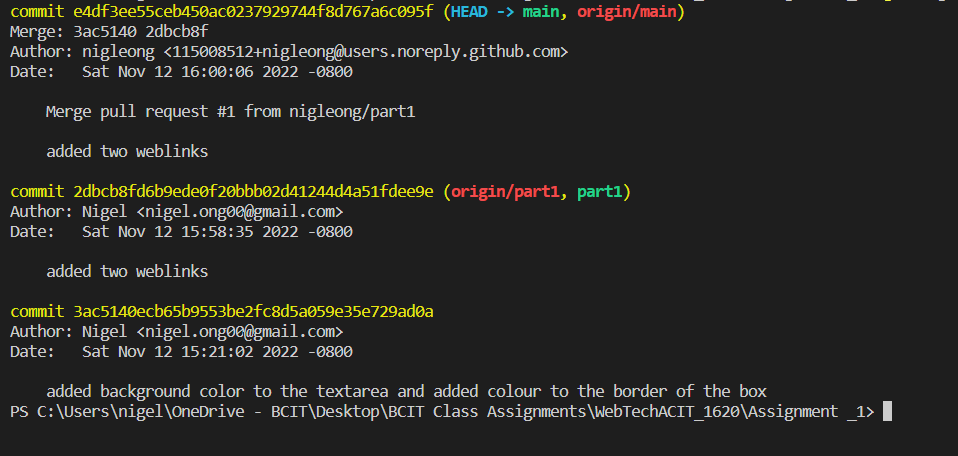 commit e4df3ee55ceb450ac0237929744f8d767a6c095f (HEAD -> main, origin/main)
Merge: 3ac5140 2dbcb8f
Author: nigleong <115008512+nigleong@users.noreply.github.com>
Date:   Sat Nov 12 16:00:06 2022 -0800
Merge pull request #1 from nigleong/part1
added two weblinks
commit 2dbcb8fd6b9ede0f20bbb02d41244d4a51fdee9e (origin/part1, part1)
Author: Nigel <nigel.ong00@gmail.com>
Date:   Sat Nov 12 15:58:35 2022 -0800
added two weblinks
commit 3ac5140ecb65b9553be2fc8d5a059e35e729ad0a
Author: Nigel <nigel.ong00@gmail.com>
Date:   Sat Nov 12 15:21:02 2022 -0800
added background color to the textarea and added colour to the border of the box
PS C:\Users\nigel\OneDrive - BCIT\Desktop\BCIT Class Assignments\WebTechACIT_1620\Assignment _1>